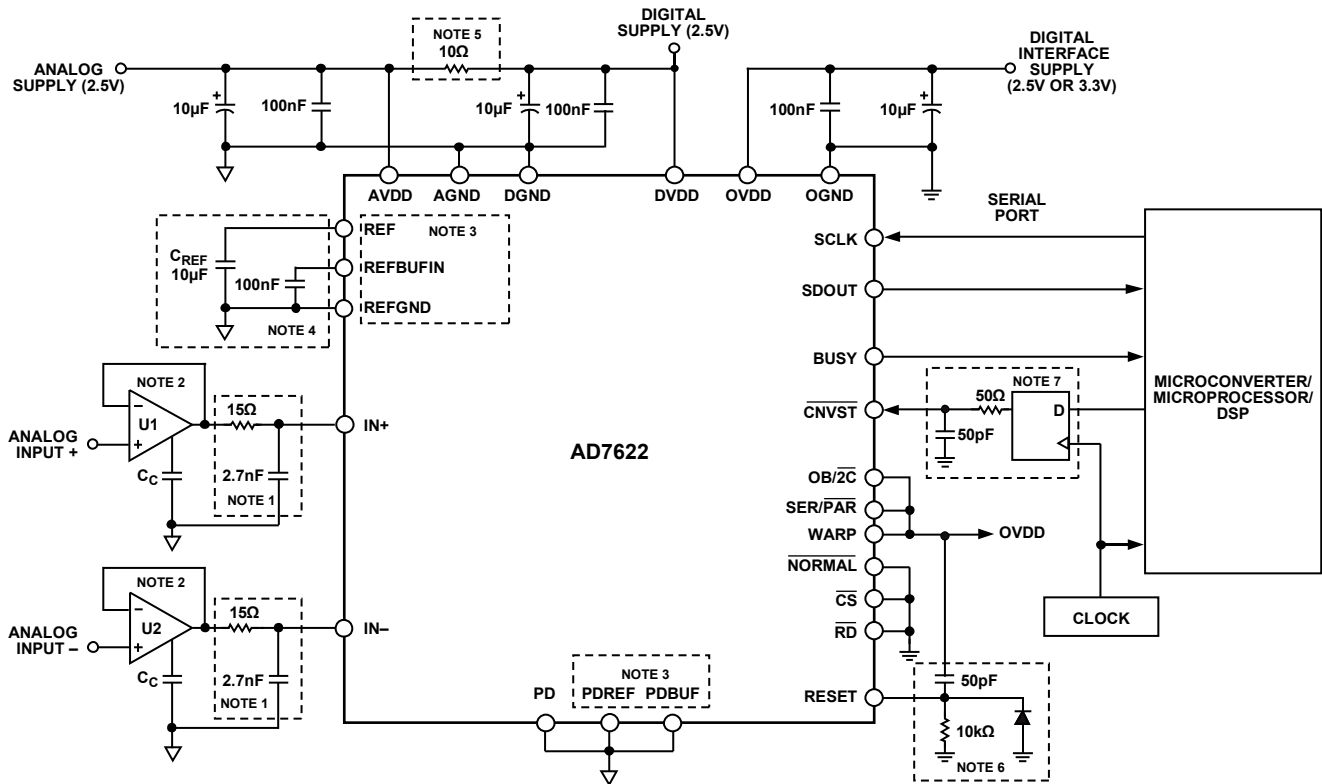 ANALOG
SUPPLY (2.5V)
NOTE 5
10Ω
DIGITAL
SUPPLY (2.5V)
DIGITAL
INTERFACE
SUPPLY
(2.5V OR 3.3V)
+
10µF
100nF
+
10µF
100nF
100nF
+
10µF
AVDD
AGND
DGND
DVDD
OVDD
OGND
SERIAL
PORT
CREF
10µF
100nF
NOTE 4
REF
REFBUFIN
REFGND
NOTE 3
SCLK
SDOUT
BUSY
CNVST
NOTE 7
50Ω
50pF
D
MICROCONVERTER/
MICROPROCESSOR/
DSP
NOTE 2
–
U1
+
ANALOG
INPUT +
CC
15Ω
2.7nF
NOTE 1
IN+
AD7622
OB/2C
SER/PAR
WARP
OVDD
NORMAL
CS
RD
CLOCK
NOTE 2
–
U2
+
ANALOG
INPUT –
CC
15Ω
2.7nF
NOTE 1
IN–
PD
NOTE 3
PDREF
PDBUF
RESET
50pF
10kΩ
NOTE 6